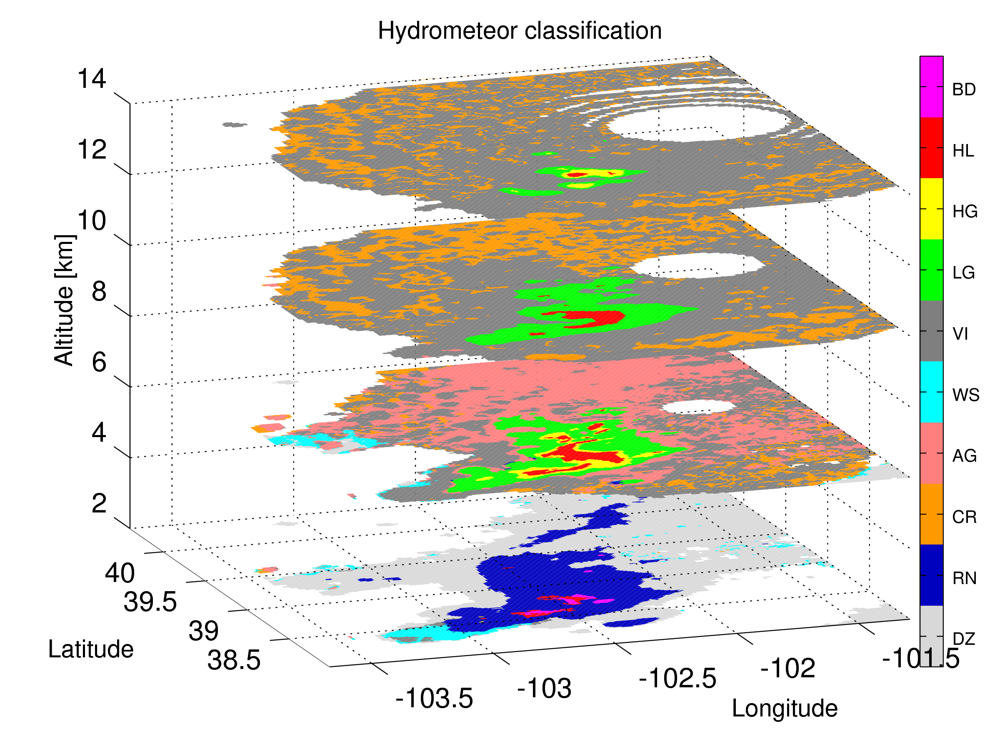 Hydrometeor classification
14
12
10
8
6
4
2
Altitude [km]
40
39.5
39
38.5
Latitude
-103.5
-103
-102.5
-102
-101.5
Longitude
BD
HL
HG
LG
VI
WS
AG
CR
RN
DZ